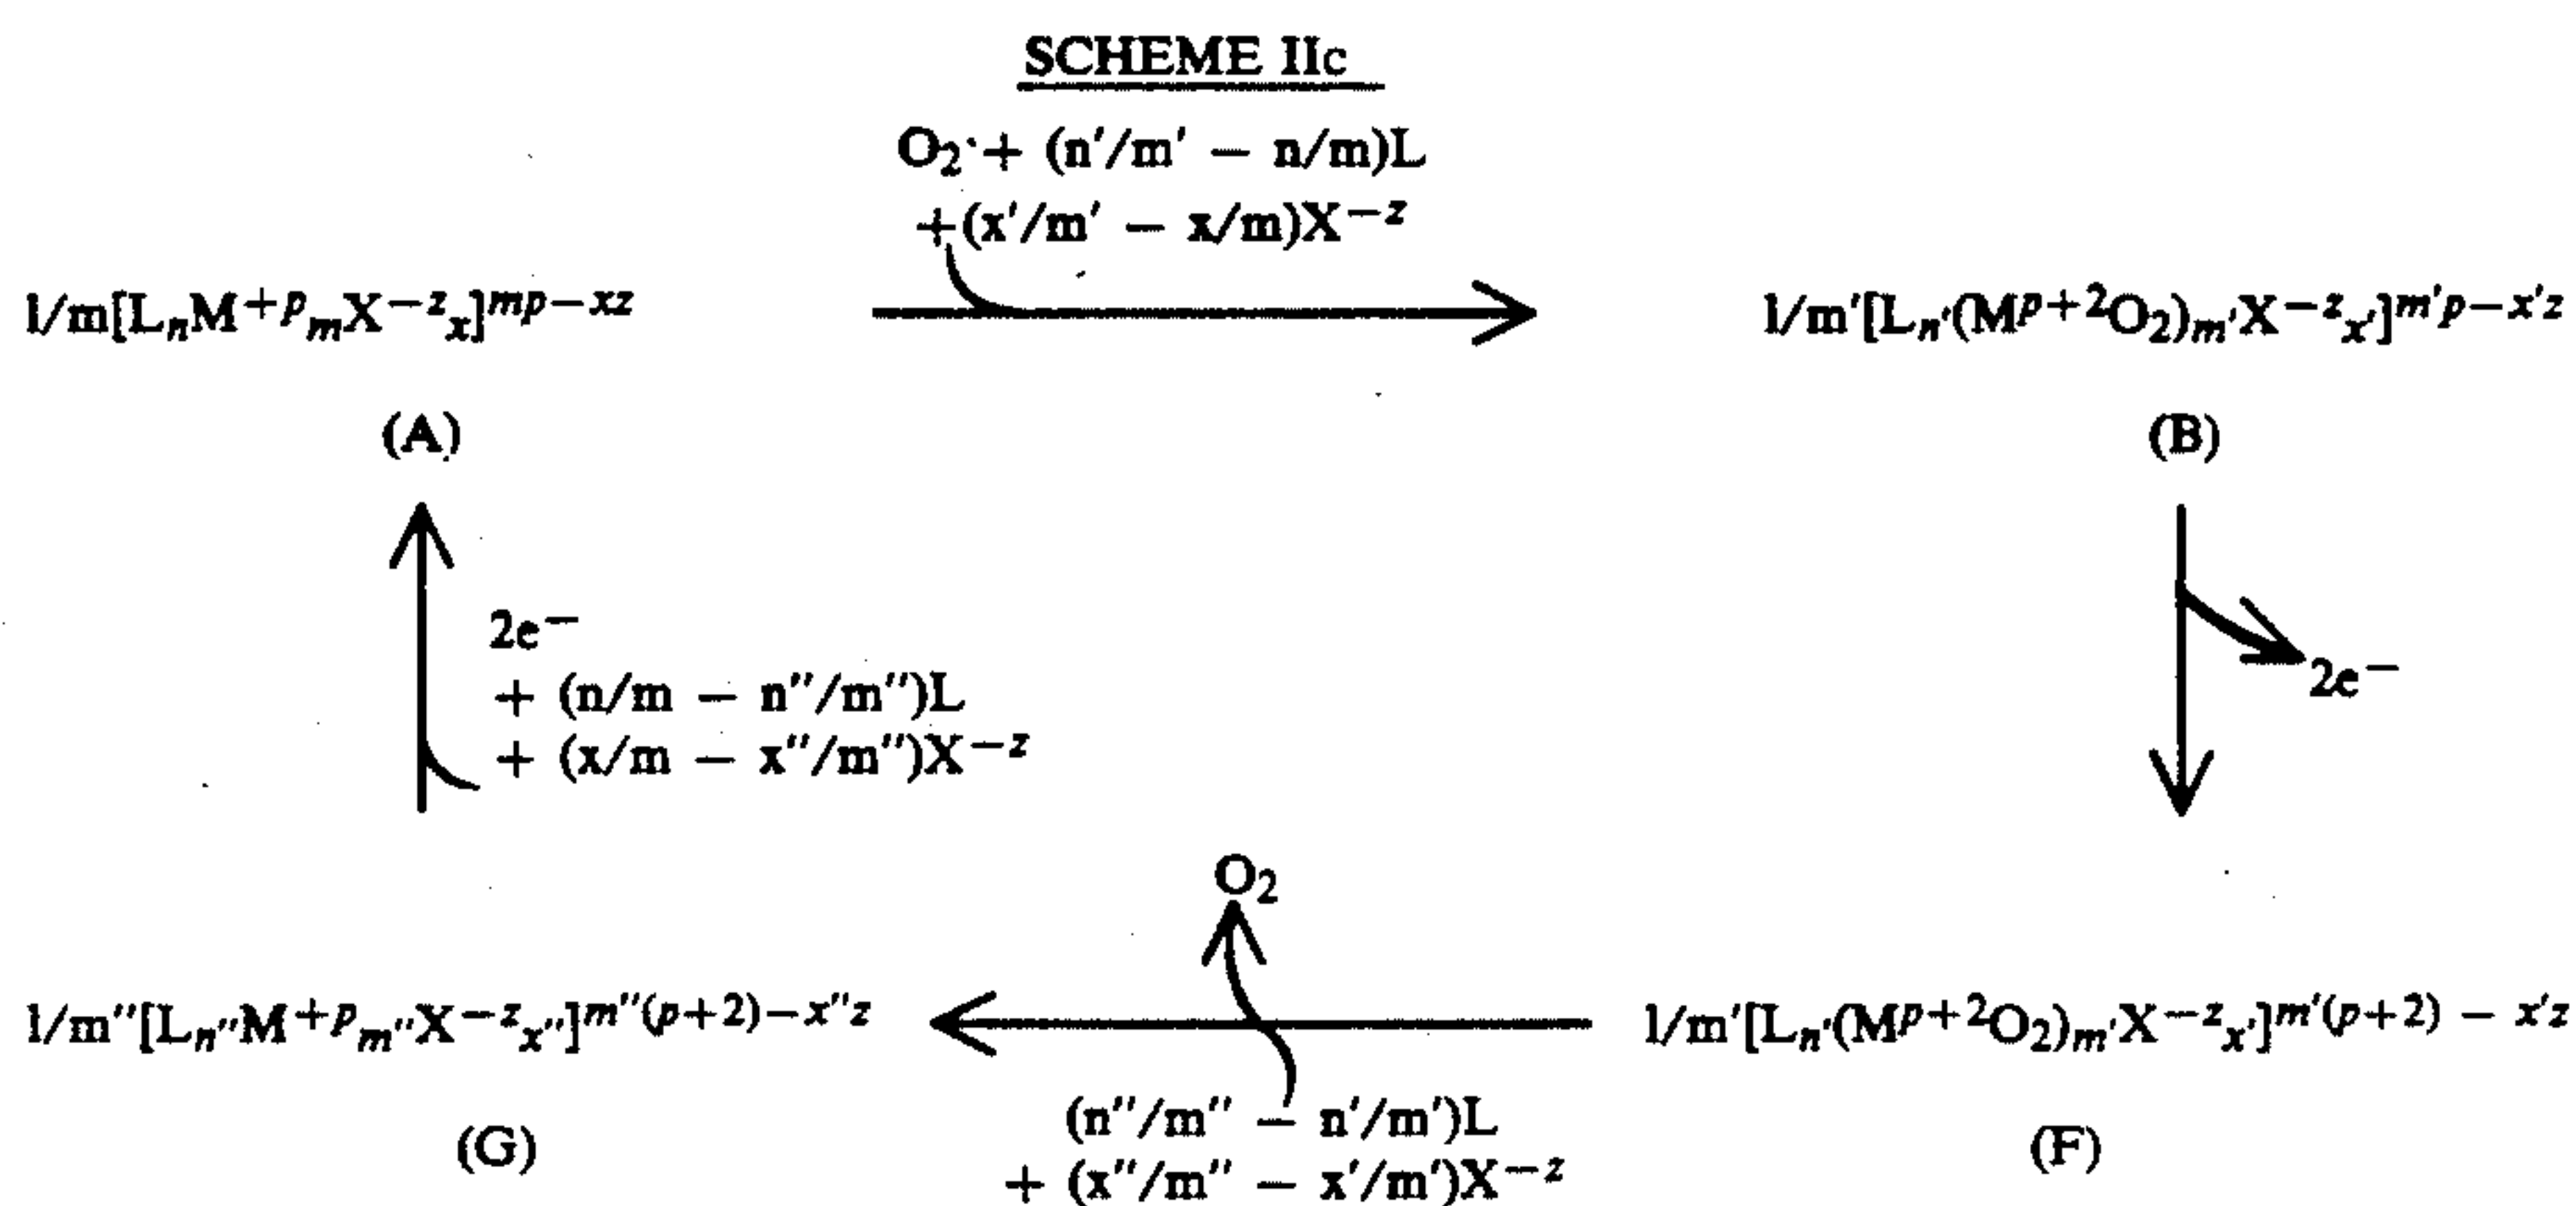 SCHEME IIc
O₂ + (n′/m′ − n/m)L
+(x′/m′ − x/m)X⁻ᶻ
l/m[LₙM⁺ᵖₘX⁻ᶻₓ]ᵐᵖ⁻ˣᶻ
l/m′[Lₙ′(Mᵖ⁺²O₂)ₘ′X⁻ᶻₓ′]ᵐ′ᵖ⁻ˣ′ᶻ
(A)
(B)
2e⁻
+ (n/m − n″/m″)L
+ (x/m − x″/m″)X⁻ᶻ
2e⁻
O₂
l/m″[Lₙ″M⁺ᵖₘ″X⁻ᶻₓ″]ᵐ″⁽ᵖ⁺²⁾⁻ˣ″ᶻ
l/m′[Lₙ′(Mᵖ⁺²O₂)ₘ′X⁻ᶻₓ′]ᵐ′⁽ᵖ⁺²⁾ ⁻ ˣ′ᶻ
(n″/m″ − n′/m′)L
+ (x″/m″ − x′/m′)X⁻ᶻ
(G)
(F)